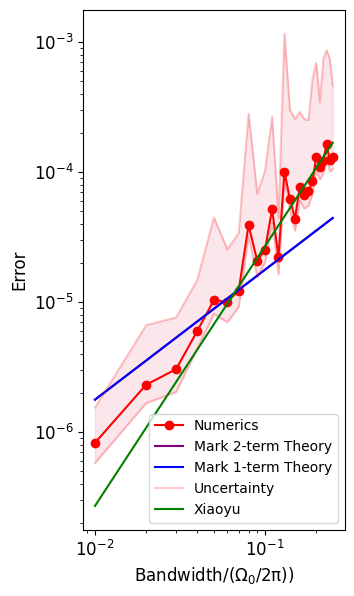 10⁻³
10⁻⁴
10⁻⁵
10⁻⁶
Error
Numerics
Mark 2-term Theory
Mark 1-term Theory
Uncertainty
Xiaoyu
10⁻²
10⁻¹
Bandwidth/(Ω₀/2π))